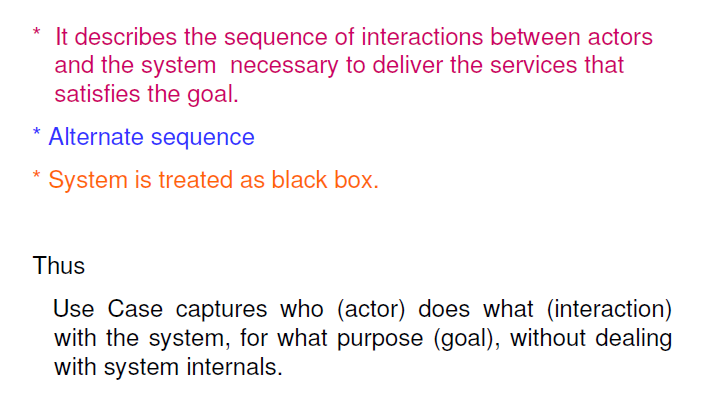 * It describes the sequence of interactions between actors
and the system necessary to deliver the services that
satisfies the goal.
* Alternate sequence
* System is treated as black box.
Thus
Use Case captures who (actor) does what (interaction)
with the system, for what purpose (goal), without dealing
with system internals.